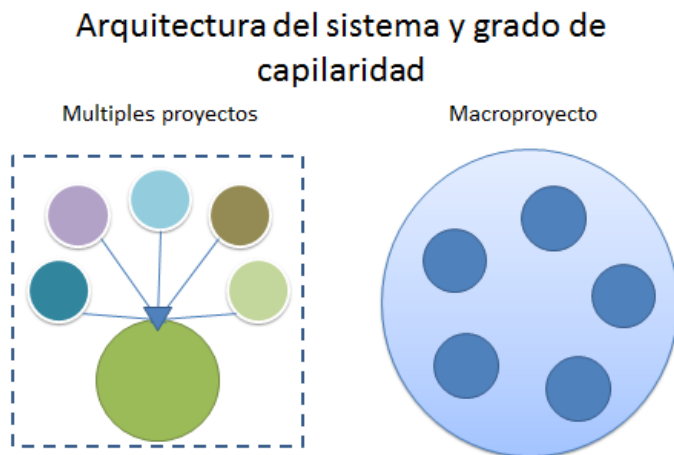 Arquitectura del sistema y grado de
capilaridad
Multiples proyectos
Macroproyecto